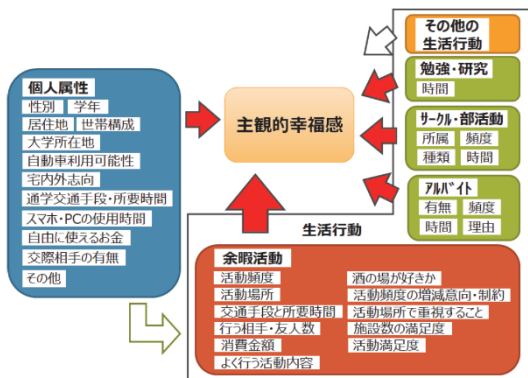 個人属性
性別 学年
居住地 世帯構成
大学所在地
自動車利用可能性
宅内外志向
通学交通手段・所要時間
スマホ・PCの使用時間
自由に使えるお金
交際相手の有無
その他
主観的幸福感
その他の
生活行動
勉強・研究
時間
サークル・部活動
所属 頻度
種類 時間
アルバイト
有無 頻度
時間 理由
生活行動
余暇活動
活動頻度
活動場所
交通手段と所要時間
行う相手・友人数
消費金額
よく行う活動内容
酒の場が好きか
活動頻度の増減意向・制約
活動場所で重視すること
施設数の満足度
活動満足度